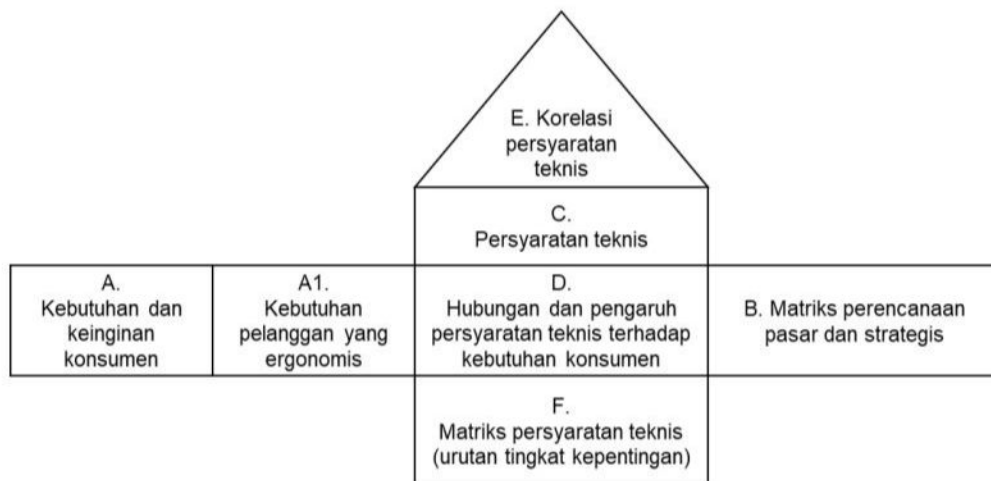 E. Korelasi
persyaratan
teknis
C.
Persyaratan teknis
A.
Kebutuhan dan
keinginan
konsumen
A1.
Kebutuhan
pelanggan yang
ergonomis
D.
Hubungan dan pengaruh
persyaratan teknis terhadap
kebutuhan konsumen
B. Matriks perencanaan
pasar dan strategis
F.
Matriks persyaratan teknis
(urutan tingkat kepentingan)